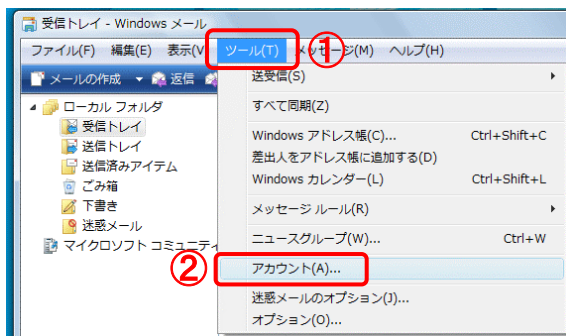 受信トレイ - Windows メール
ファイル(F) 編集(E) 表示(V ツール(T) メッセージ(M) ヘルプ(H)
①
メールの作成 返信
送受信(S)
すべて同期(Z)
Windows アドレス帳(C)... Ctrl+Shift+C
差出人をアドレス帳に追加する(D)
Windows カレンダー(L) Ctrl+Shift+L
メッセージ ルール(R)
ニュースグループ(W)... Ctrl+W
② アカウント(A)...
迷惑メールのオプション(J)...
オプション(O)...
ローカル フォルダ
受信トレイ
送信トレイ
送信済みアイテム
ごみ箱
下書き
迷惑メール
マイクロソフト コミュニティ